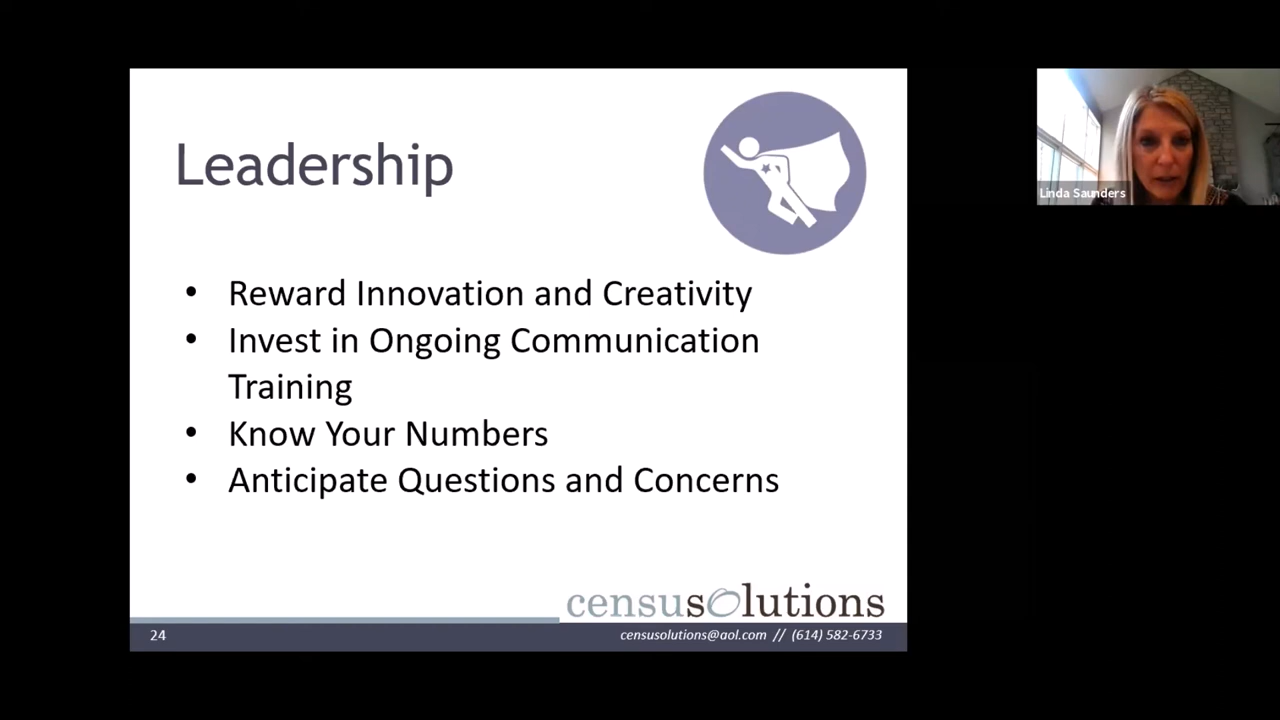 Leadership
Linda Saunders
• Reward Innovation and Creativity
• Invest in Ongoing Communication
Training
• Know Your Numbers
• Anticipate Questions and Concerns
censusolutions
24
censusolutions@aol.com // (614) 582-6733